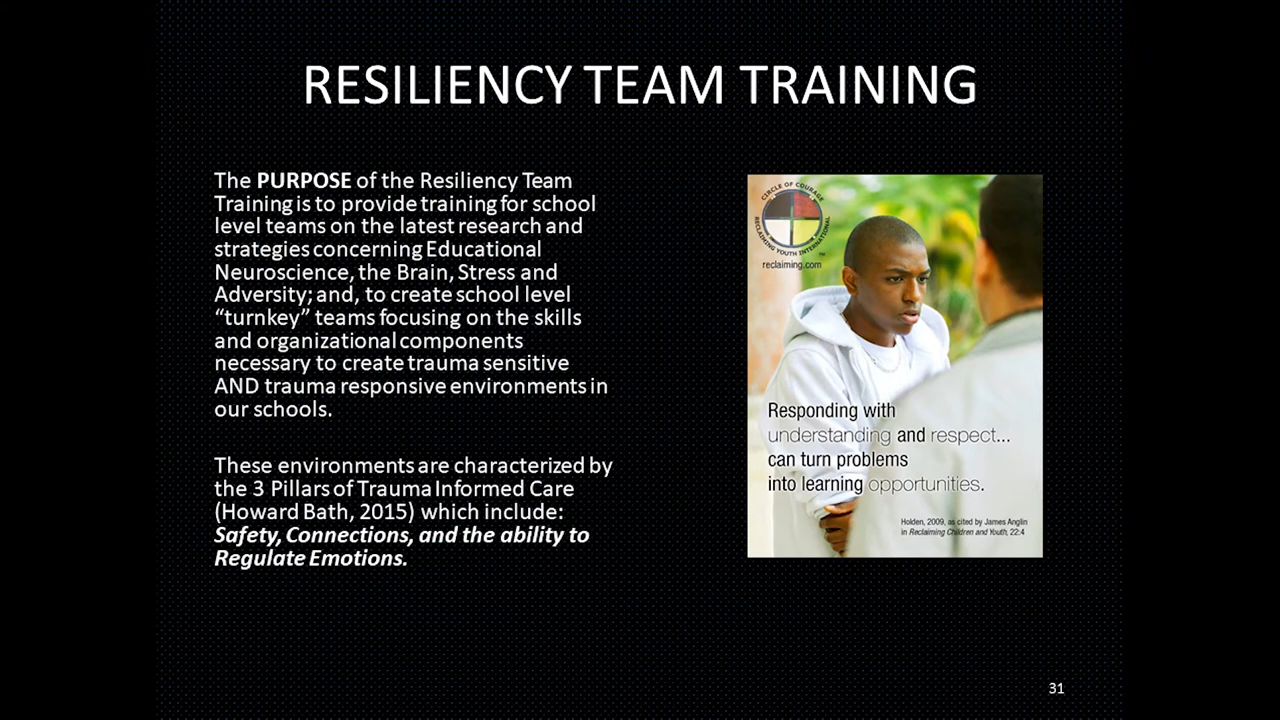 RESILIENCY TEAM TRAINING
The PURPOSE of the Resiliency Team
Training is to provide training for school
level teams on the latest research and
strategies concerning Educational
Neuroscience, the Brain, Stress and
Adversity; and, to create school level
“turnkey” teams focusing on the skills
and organizational components
necessary to create trauma sensitive
AND trauma responsive environments in
our schools.
These environments are characterized by
the 3 Pillars of Trauma Informed Care
(Howard Bath, 2015) which include:
Safety, Connections, and the ability to
Regulate Emotions.
CIRCLE OF COURAGE
RECLAIMING YOUTH INTERNATIONAL
TM
reclaiming.com
Responding with
understanding and respect...
can turn problems
into learning opportunities.
Holden, 2009, as cited by James Anglin
in Reclaiming Children and Youth, 22:4
31